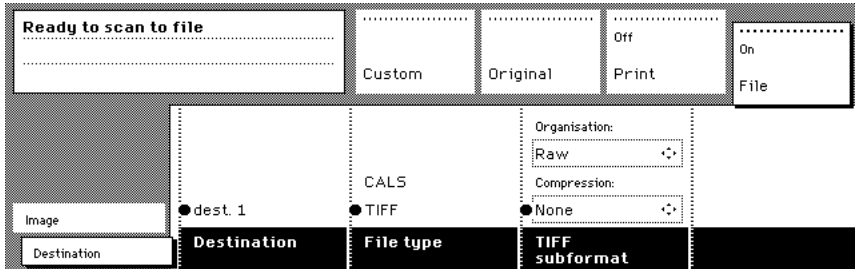 Ready to scan to file
Custom
Original
Off
Print
On
File
Image
Destination
dest. 1
Destination
CALS
TIFF
File type
Organisation:
Raw
Compression:
None
TIFF
subformat